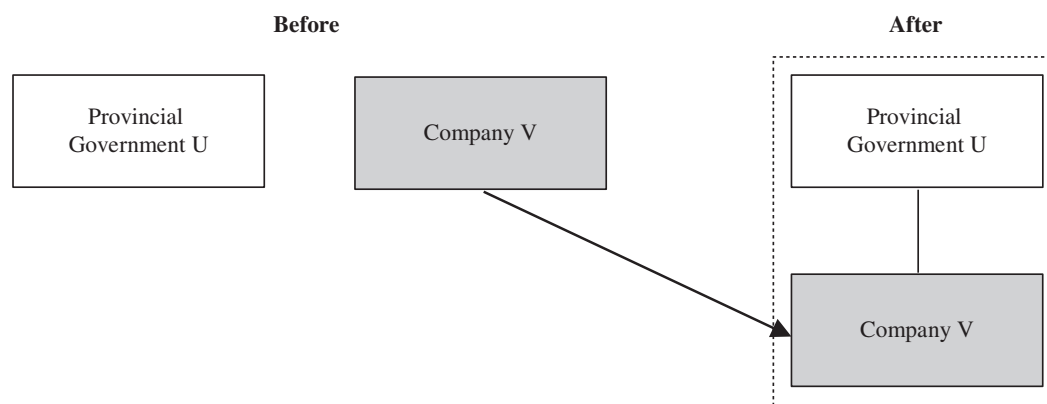 Before
After
Provincial
Government U
Company V
Provincial
Government U
Company V